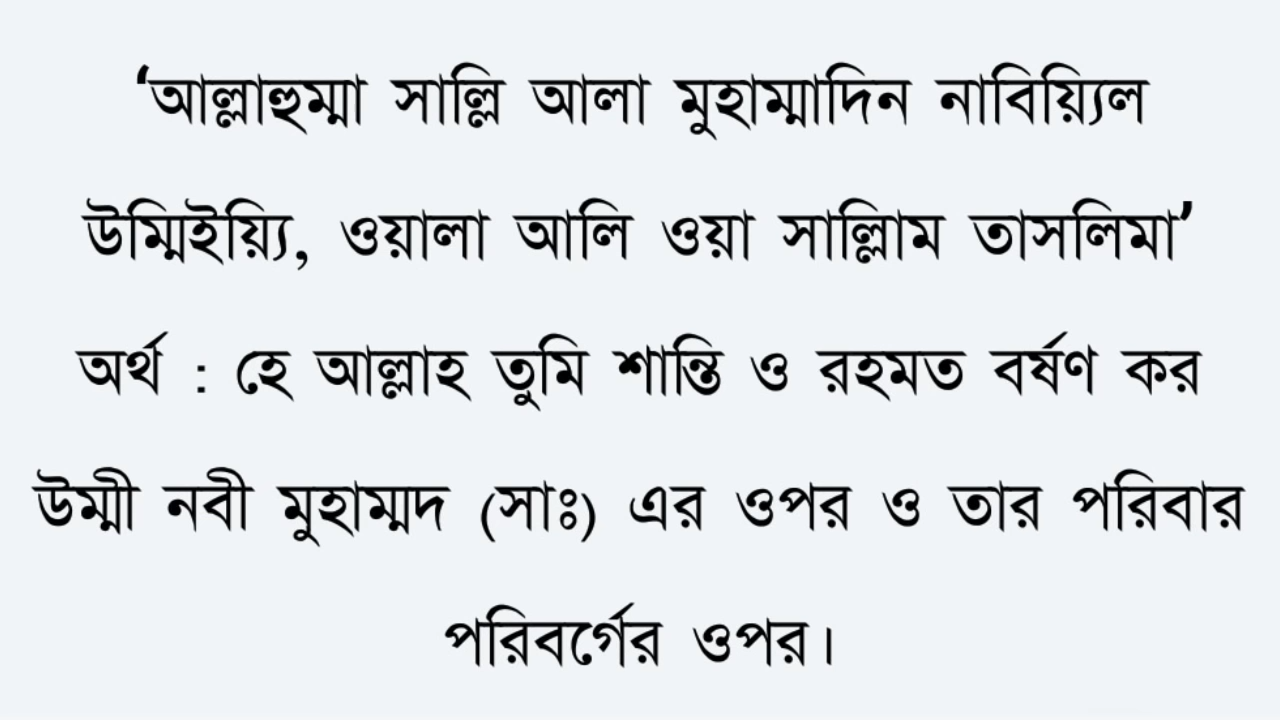 ‘আল্লাহুম্মা সাল্লি আলা মুহাম্মাদিন নাবিয়্যিল
উম্মিইয়্যি, ওয়ালা আলি ওয়া সাল্লিাম তাসলিমা’
অর্থ : হে আল্লাহ তুমি শান্তি ও রহমত বর্ষণ কর
উম্মী নবী মুহাম্মদ (সাঃ) এর ওপর ও তার পরিবার
পরিবর্গের ওপর।